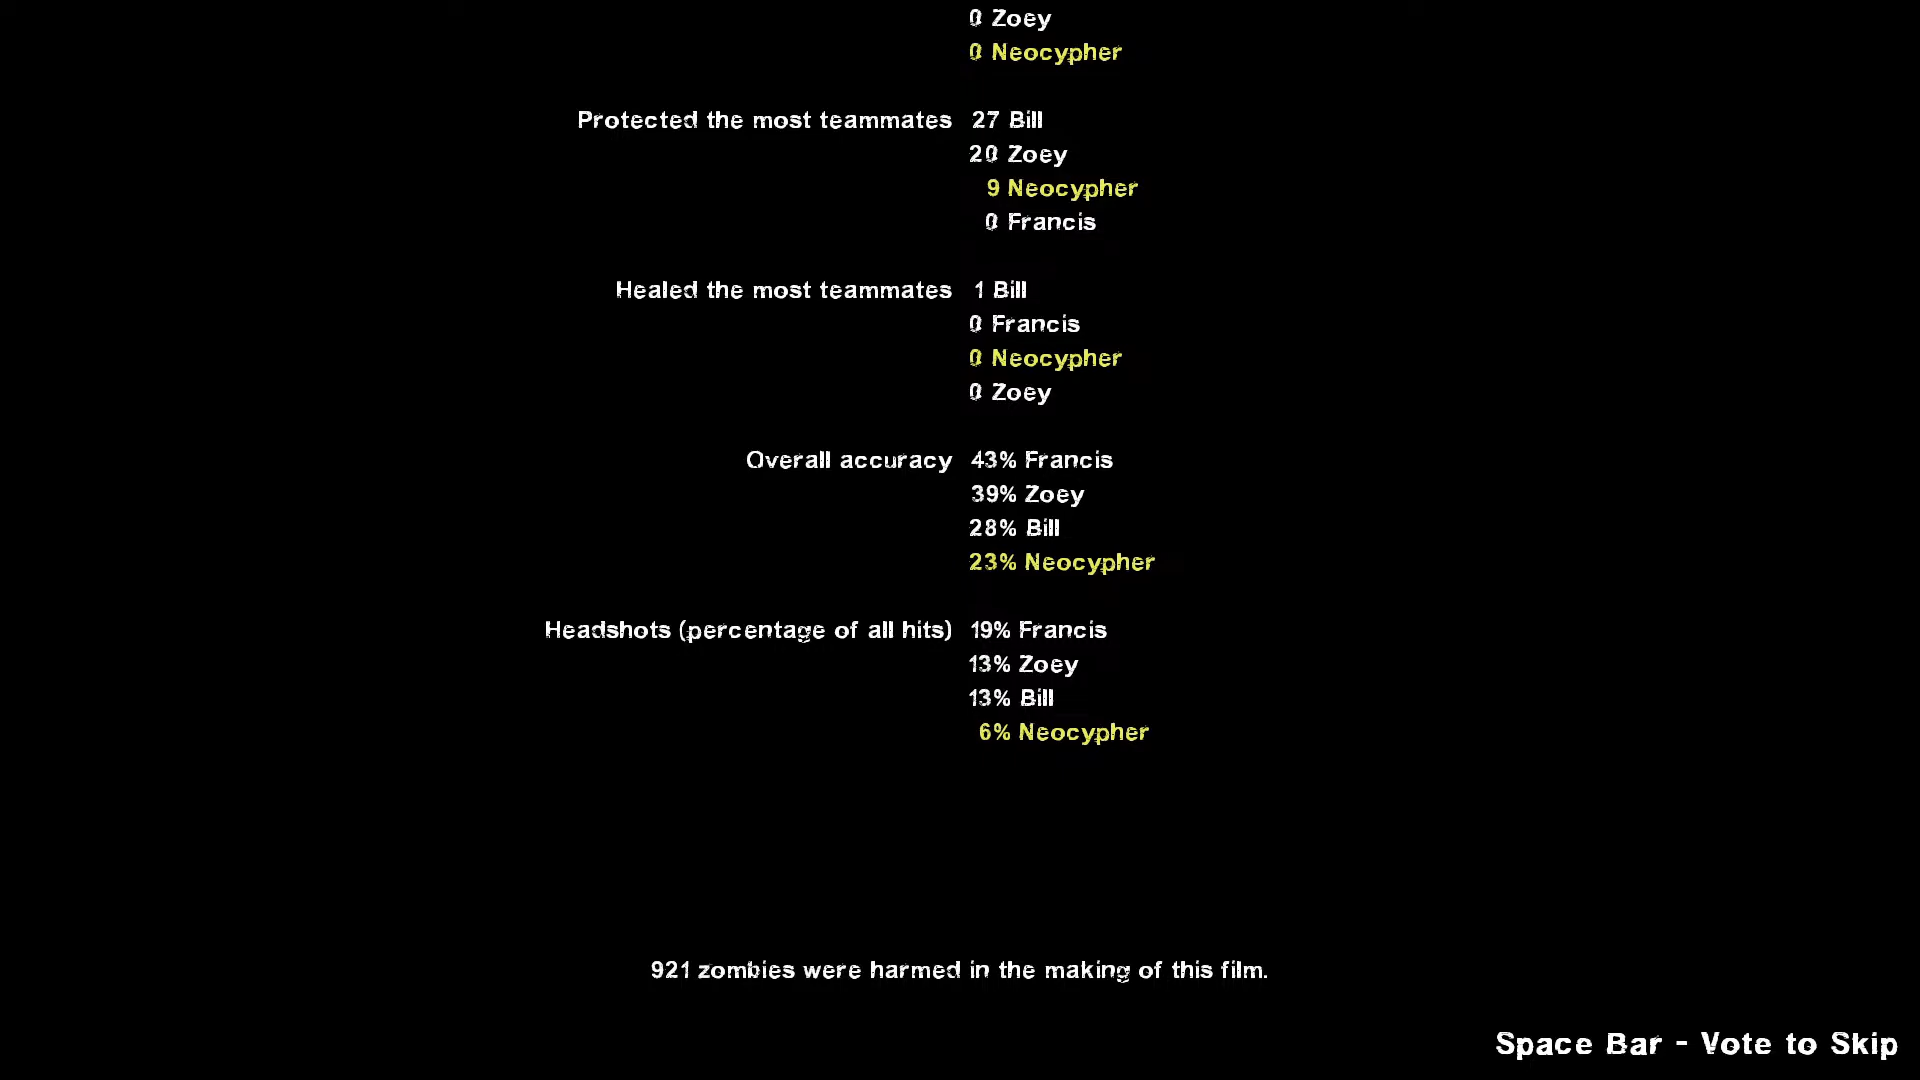 0 Zoey
0 Neocypher
Protected the most teammates 27 Bill
20 Zoey
9 Neocypher
0 Francis
Healed the most teammates 1 Bill
0 Francis
0 Neocypher
0 Zoey
Overall accuracy 43% Francis
39% Zoey
28% Bill
23% Neocypher
Headshots (percentage of all hits) 19% Francis
13% Zoey
13% Bill
6% Neocypher
921 zombies were harmed in the making of this film.
Space Bar - Vote to Skip